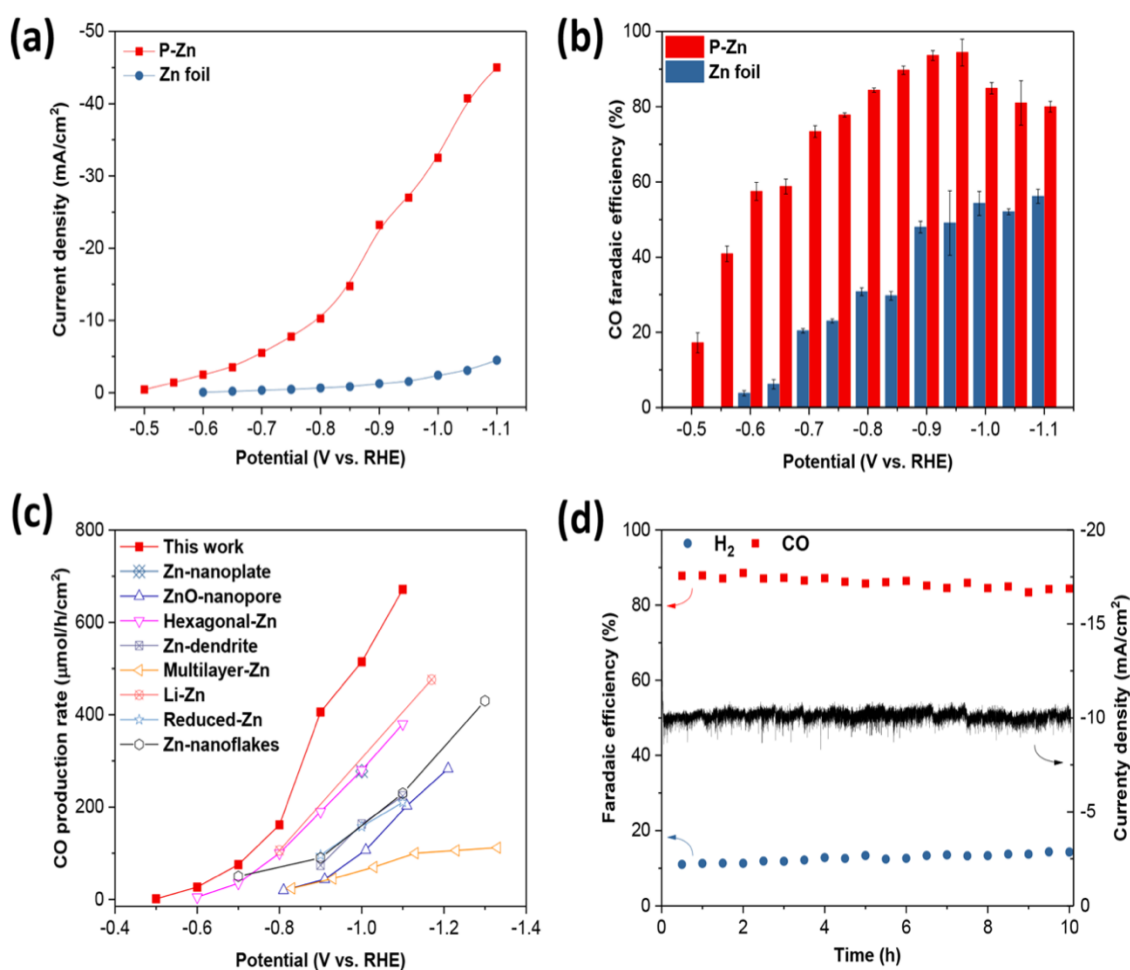 (a)
P-Zn
Zn foil
Current density (mA/cm²)
-50
-40
-30
-20
-10
0
-0.5 -0.6 -0.7 -0.8 -0.9 -1.0 -1.1
Potential (V vs. RHE)
(b)
P-Zn
Zn foil
CO faradaic efficiency (%)
100
80
60
40
20
0
-0.5 -0.6 -0.7 -0.8 -0.9 -1.0 -1.1
Potential (V vs. RHE)
(c)
This work
Zn-nanoplate
ZnO-nanopore
Hexagonal-Zn
Zn-dendrite
Multilayer-Zn
Li-Zn
Reduced-Zn
Zn-nanoflakes
CO production rate (μmol/h/cm²)
800
600
400
200
0
-0.4 -0.6 -0.8 -1.0 -1.2 -1.4
Potential (V vs. RHE)
(d)
H₂ CO
Faradaic efficiency (%)
100
90
80
70
60
50
40
30
20
10
0
-20
-15
-10
-5
0
Currenty density (mA/cm²)
0 2 4 6 8 10
Time (h)